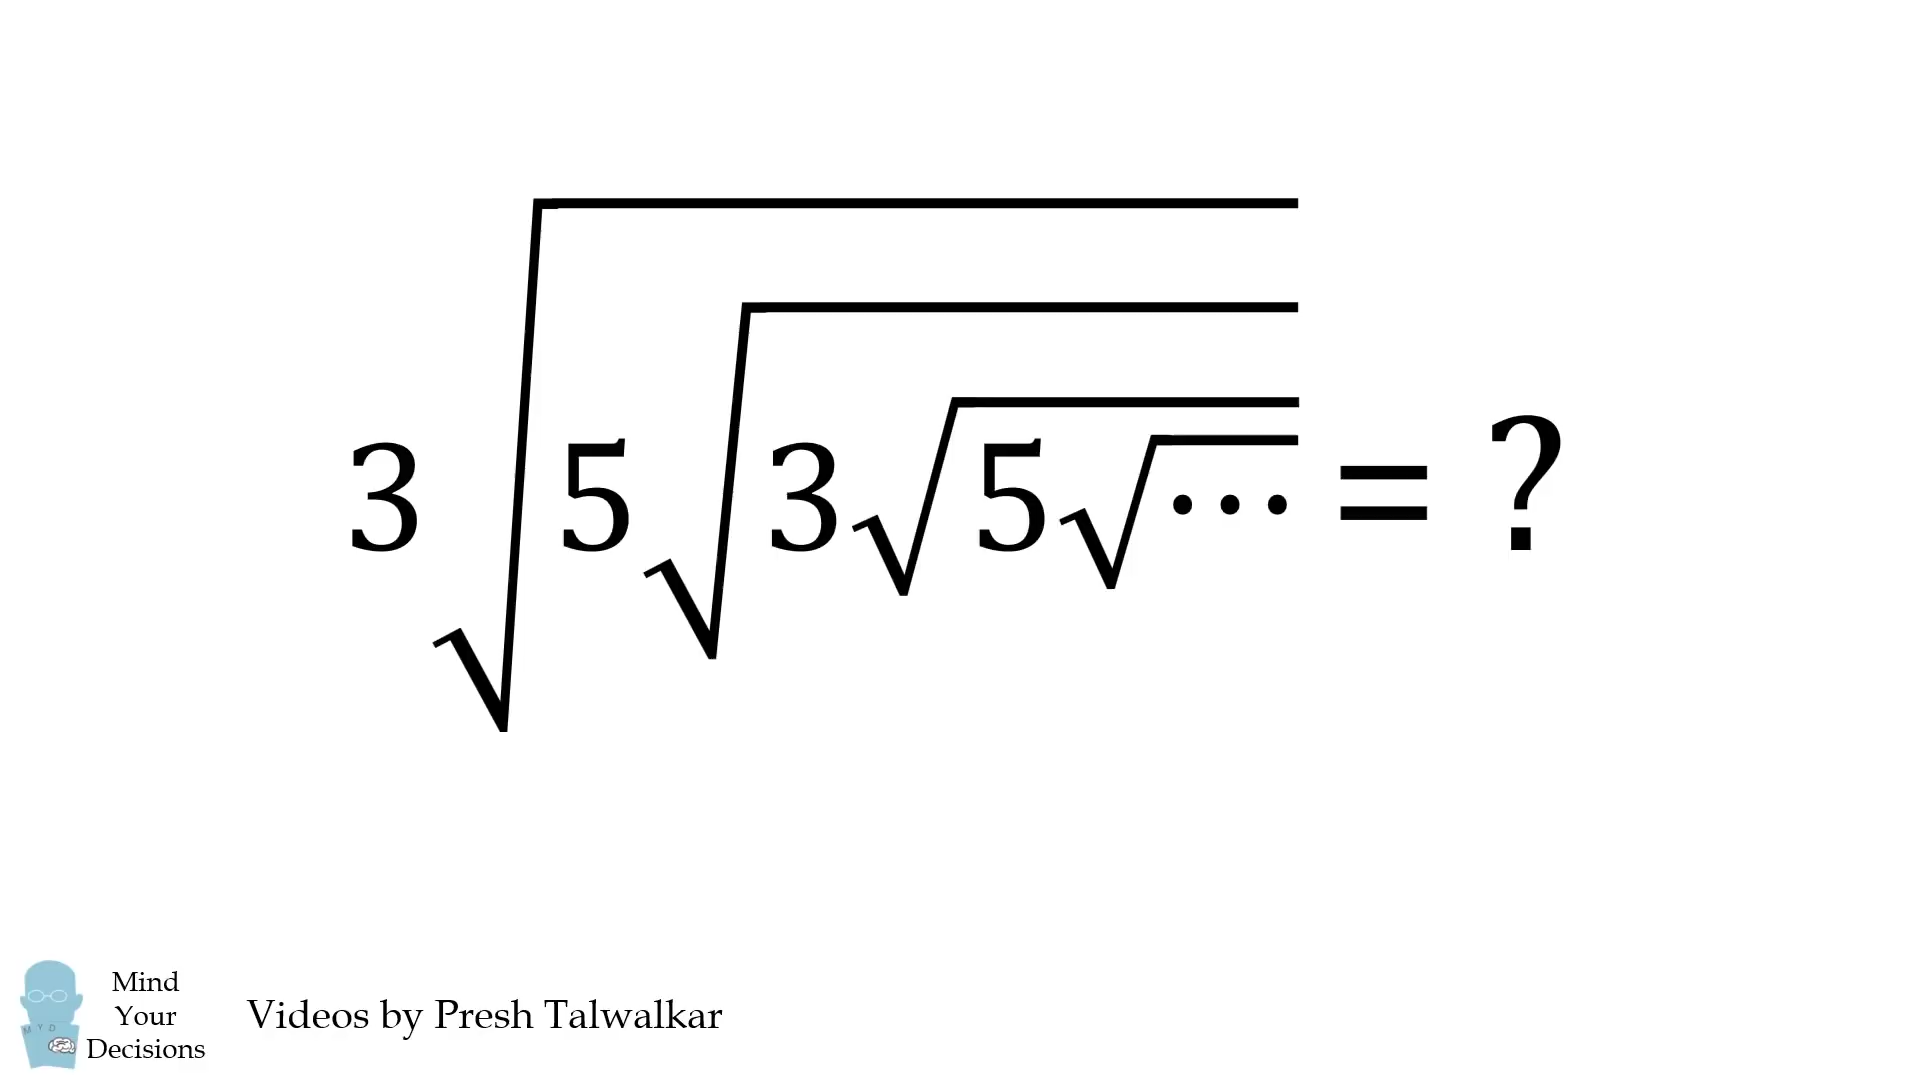 3√5√3√5√··· = ?
Mind
Your
Decisions
M Y D
Videos by Presh Talwalkar